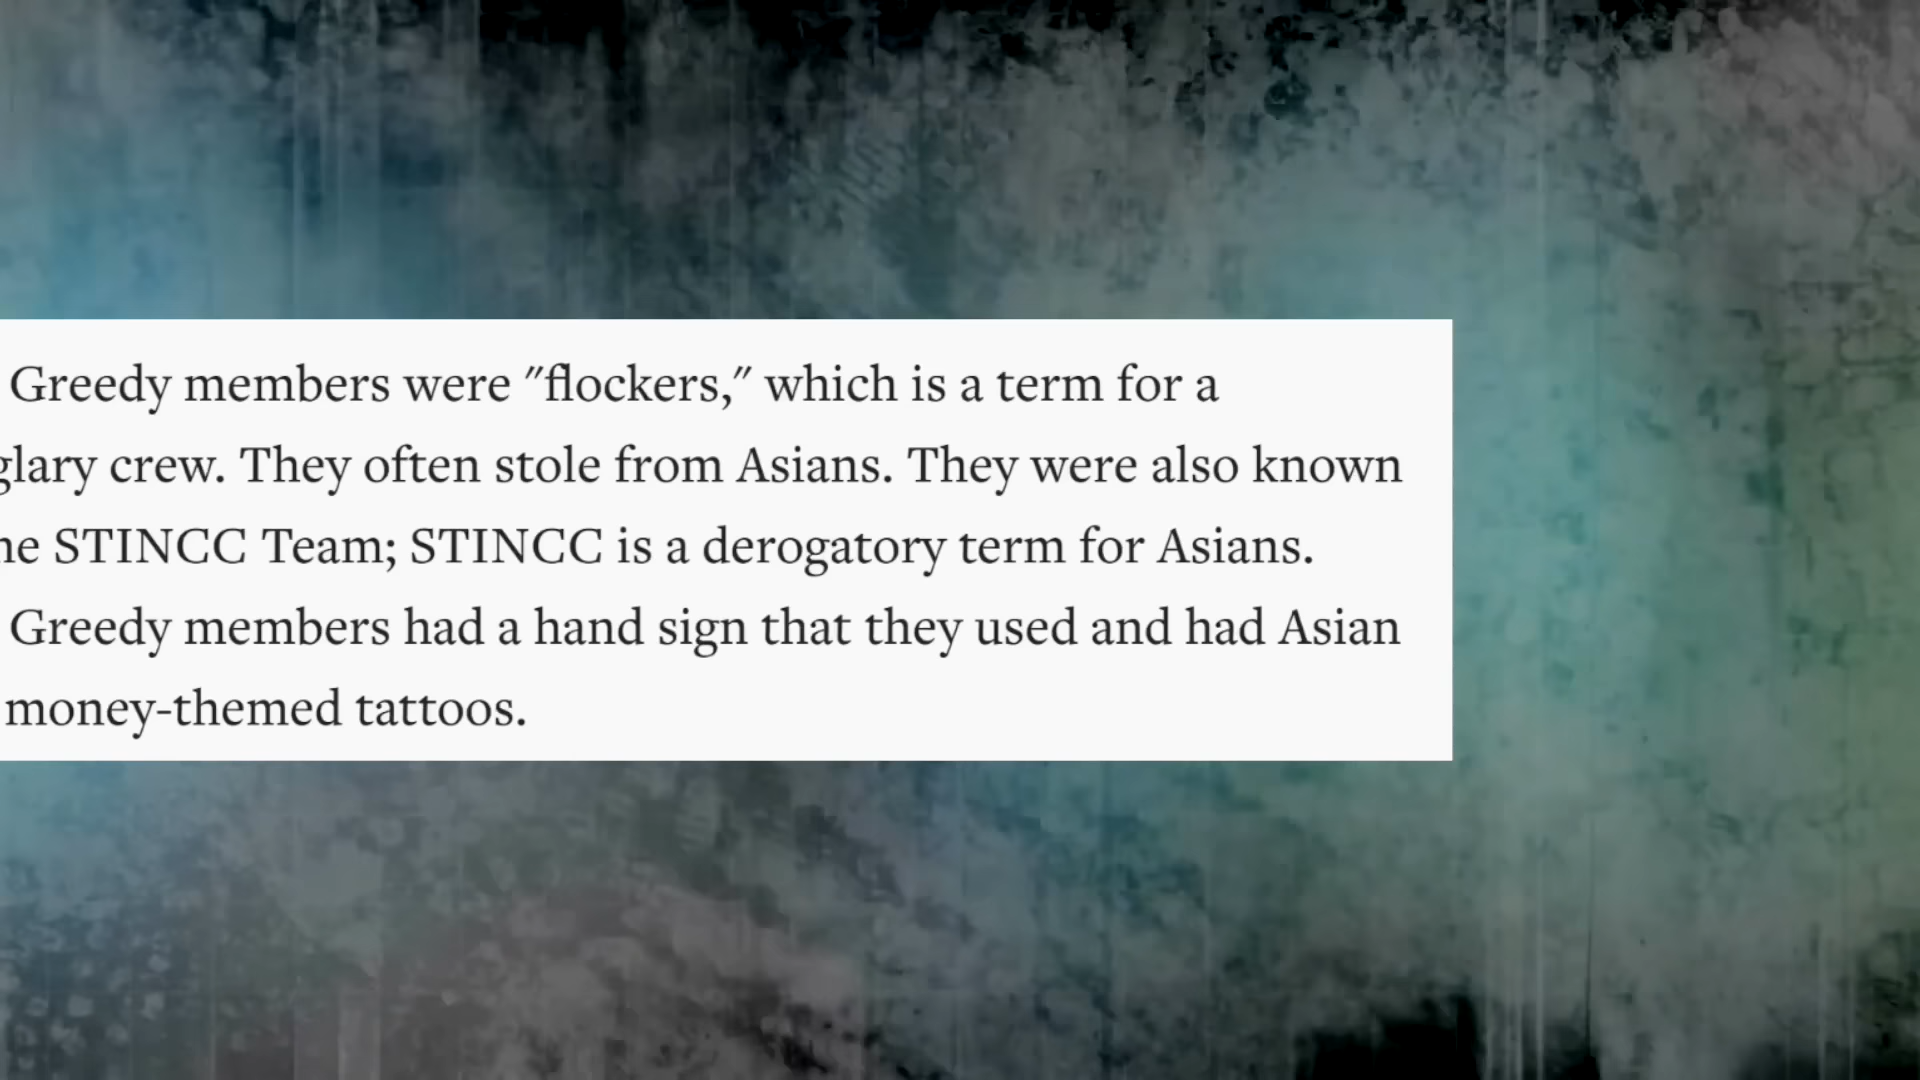 Greedy members were "flockers," which is a term for a
glary crew. They often stole from Asians. They were also known
he STINCC Team; STINCC is a derogatory term for Asians.
Greedy members had a hand sign that they used and had Asian
money-themed tattoos.